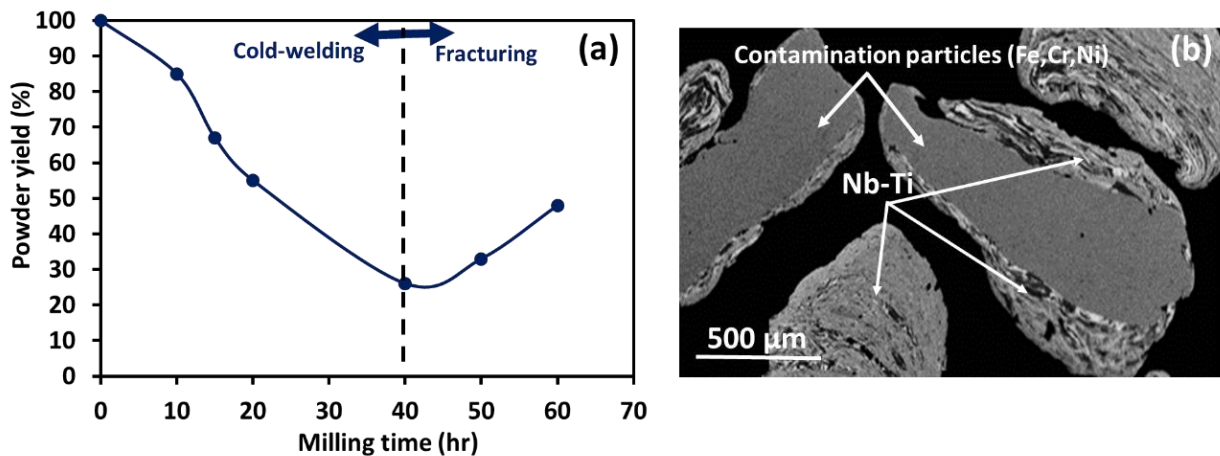 (a)
Cold-welding
Fracturing
Powder yield (%)
100
90
80
70
60
50
40
30
20
10
0
0 10 20 30 40 50 60 70
Milling time (hr)
(b)
Contamination particles (Fe,Cr,Ni)
Nb-Ti
500 μm